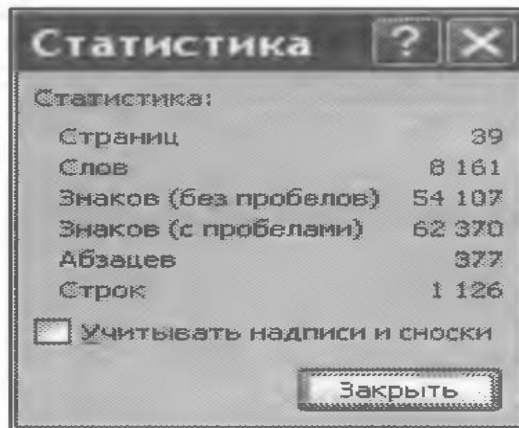 Статистика
Статистика:
Страниц 39
Слов 8 161
Знаков (без пробелов) 54 107
Знаков (с пробелами) 62 370
Абзацев 377
Строк 1 126
Учитывать надписи и сноски
Закрыть